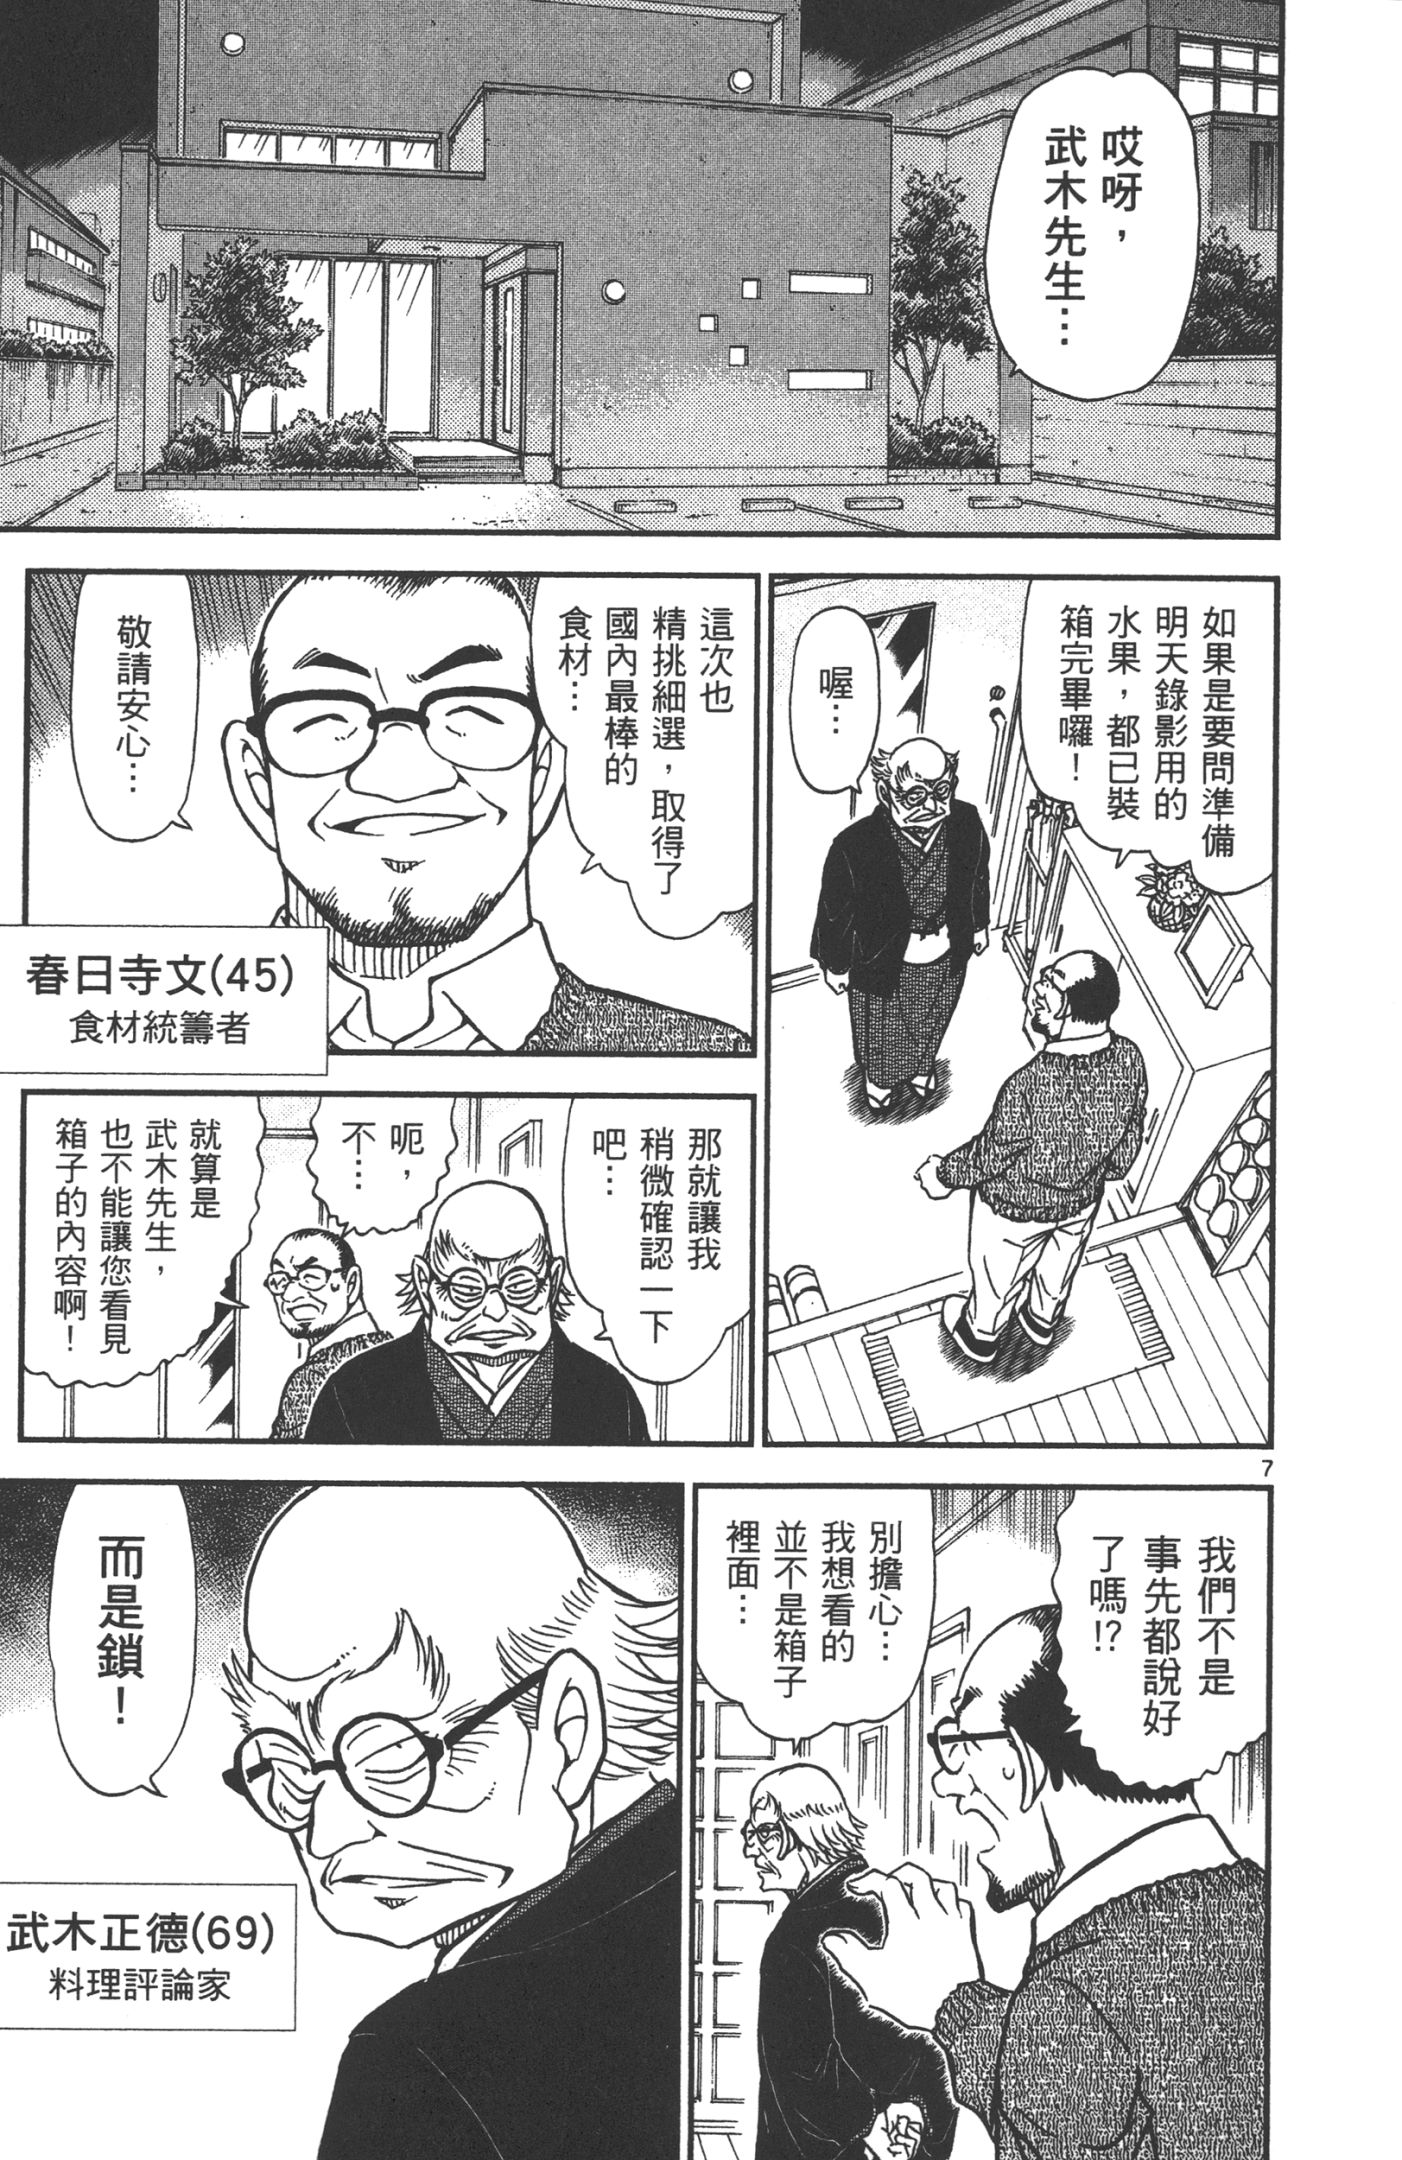 哎呀，
武木先生…
如果是要問準備
明天錄影用的
水果，都已裝
箱完畢囉！
喔…
這次也
精挑細選，取得了
國內最棒的
食材…
敬請安心…
春日寺文(45)
食材統籌者
那就讓我
稍微確認一下
吧…
呃，
不…
就算是
武木先生，
也不能讓您看見
箱子的內容啊！
7
我們不是
事先都說好
了嗎!?
別擔心…
我想看的
並不是箱子
裡面…
而是鎖！
武木正德(69)
料理評論家